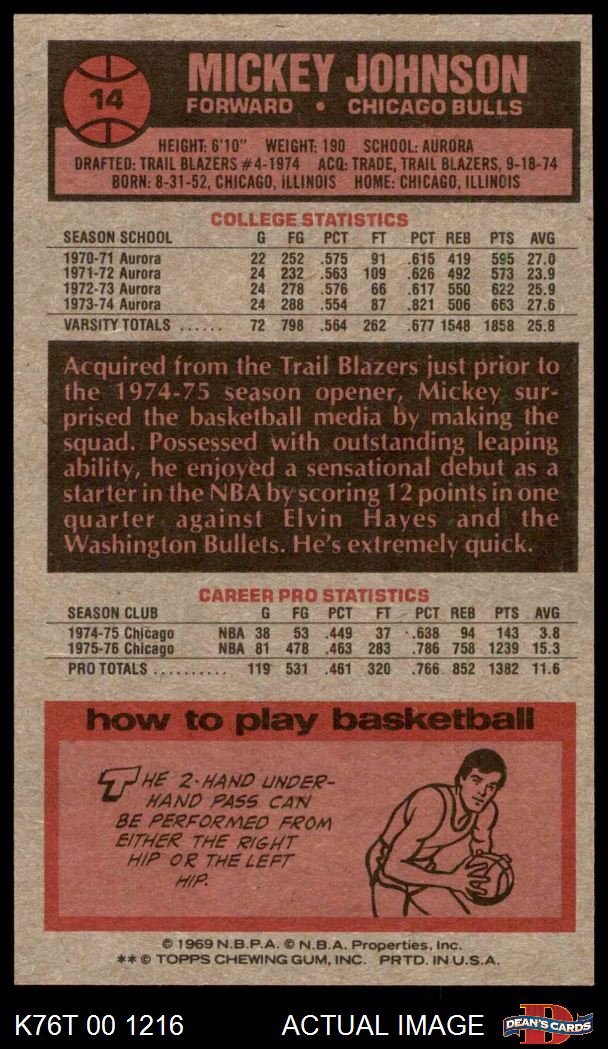 14
MICKEY JOHNSON
FORWARD • CHICAGO BULLS
HEIGHT: 6'10" WEIGHT: 190 SCHOOL: AURORA
DRAFTED: TRAIL BLAZERS #4-1974 ACQ: TRADE, TRAIL BLAZERS, 9-18-74
BORN: 8-31-52, CHICAGO, ILLINOIS HOME: CHICAGO, ILLINOIS
COLLEGE STATISTICS
SEASON SCHOOL G FG PCT FT PCT REB PTS AVG
1970-71 Aurora 22 252 .575 91 .615 419 595 27.0
1971-72 Aurora 24 232 .563 109 .626 492 573 23.9
1972-73 Aurora 24 278 .576 66 .617 550 622 25.9
1973-74 Aurora 24 288 .554 87 .821 506 663 27.6
VARSITY TOTALS ...... 72 798 .564 262 .677 1548 1858 25.8
Acquired from the Trail Blazers just prior to
the 1974-75 season opener, Mickey sur-
prised the basketball media by making the
squad. Possessed with outstanding leaping
ability, he enjoyed a sensational debut as a
starter in the NBA by scoring 12 points in one
quarter against Elvin Hayes and the
Washington Bullets. He's extremely quick.
CAREER PRO STATISTICS
SEASON CLUB G FG PCT FT PCT REB PTS AVG
1974-75 Chicago NBA 38 53 .449 37 .638 94 143 3.8
1975-76 Chicago NBA 81 478 .463 283 .786 758 1239 15.3
PRO TOTALS .......... 119 531 .461 320 .766 852 1382 11.6
how to play basketball
THE 2-HAND UNDER-
HAND PASS CAN
BE PERFORMED FROM
EITHER THE RIGHT
HIP OR THE LEFT
HIP.
© 1969 N.B.P.A. © N.B.A. Properties, Inc.
** © TOPPS CHEWING GUM, INC. PRTD. IN U.S.A.
K76T 00 1216 ACTUAL IMAGE DEAN'S CARDS